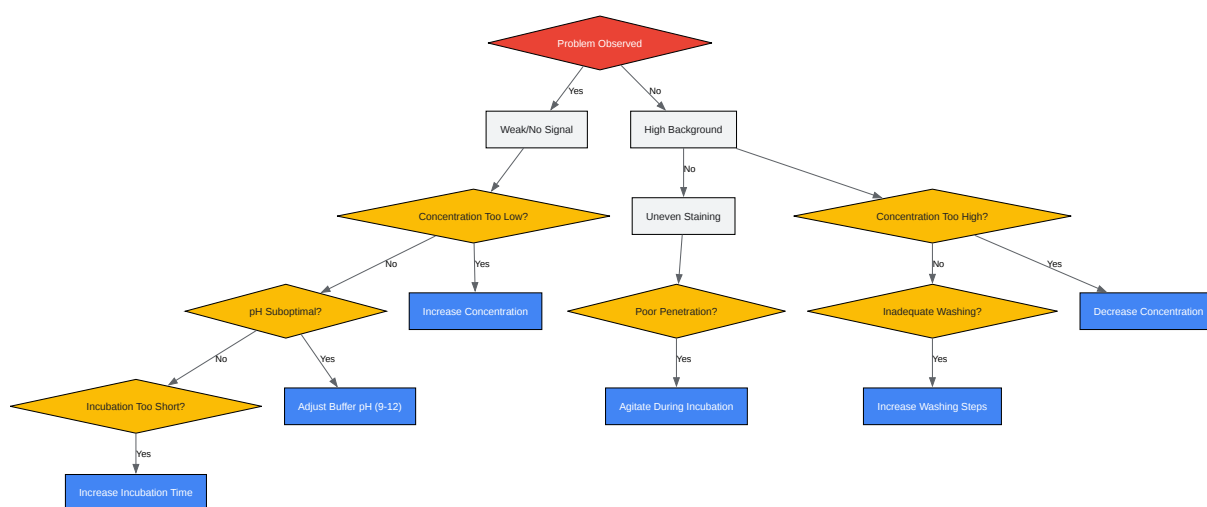 Problem Observed
Yes
No
Weak/No Signal
High Background
No
Concentration Too Low?
Uneven Staining
Concentration Too High?
No
Yes
No
Yes
pH Suboptimal?
Increase Concentration
Poor Penetration?
Inadequate Washing?
Decrease Concentration
No
Yes
Yes
Yes
Incubation Too Short?
Adjust Buffer pH (9-12)
Agitate During Incubation
Increase Washing Steps
Yes
Increase Incubation Time